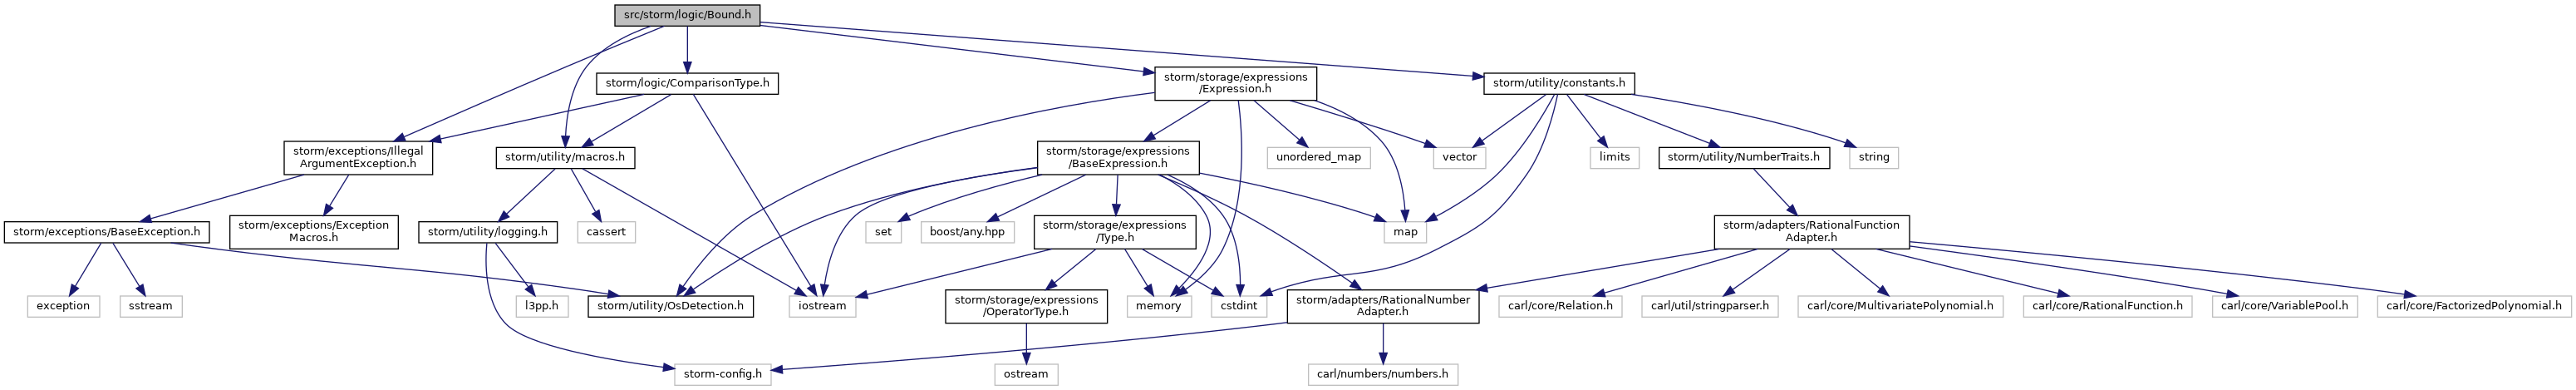 src/storm/logic/Bound.h
storm/logic/ComparisonType.h
storm/storage/expressions
/Expression.h
storm/utility/constants.h
storm/exceptions/Illegal
ArgumentException.h
storm/utility/macros.h
storm/storage/expressions
/BaseExpression.h
unordered_map
vector
limits
storm/utility/NumberTraits.h
string
storm/exceptions/BaseException.h
storm/exceptions/Exception
Macros.h
storm/utility/logging.h
cassert
set
boost/any.hpp
storm/storage/expressions
/Type.h
map
storm/adapters/RationalFunction
Adapter.h
exception
sstream
l3pp.h
storm/utility/OsDetection.h
iostream
storm/storage/expressions
/OperatorType.h
memory
cstdint
storm/adapters/RationalNumber
Adapter.h
carl/core/Relation.h
carl/util/stringparser.h
carl/core/MultivariatePolynomial.h
carl/core/RationalFunction.h
carl/core/VariablePool.h
carl/core/FactorizedPolynomial.h
storm-config.h
ostream
carl/numbers/numbers.h